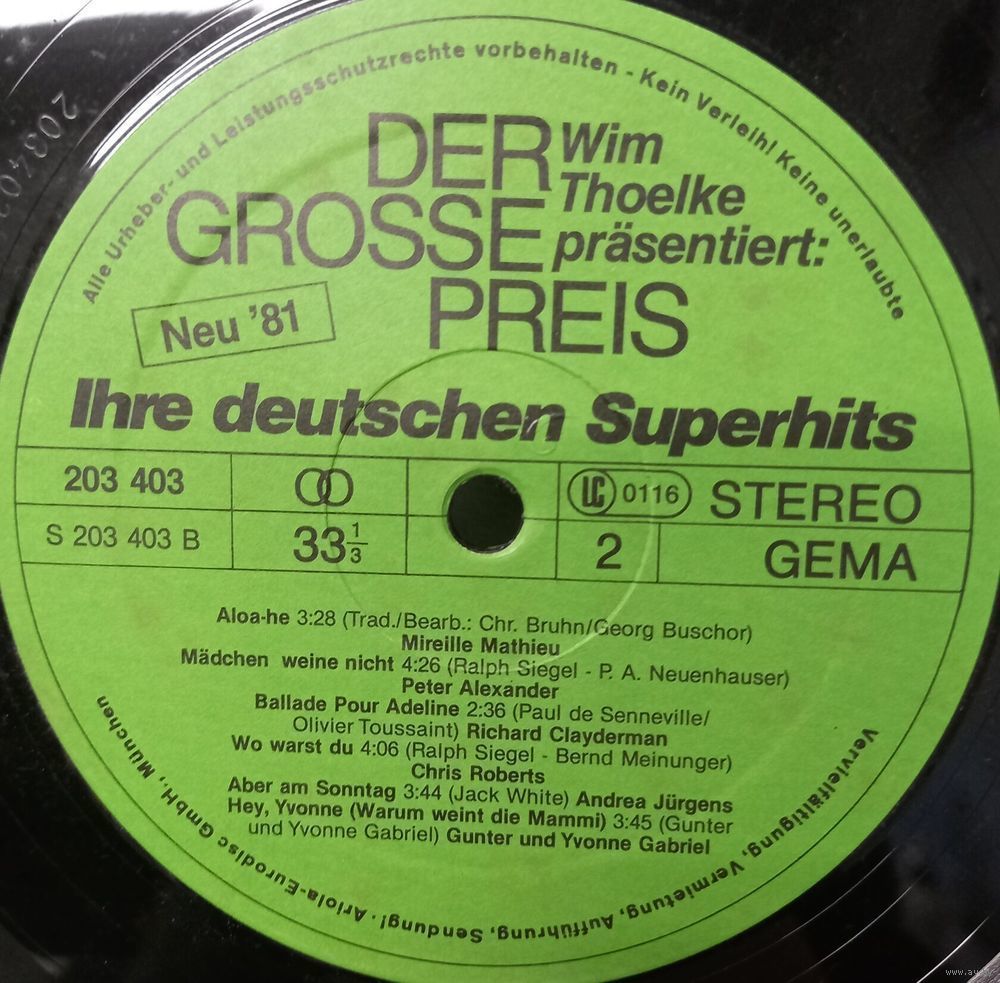 Alle Urheber- und Leistungsschutzrechte vorbehalten - Kein Verleih! Keine unerlaubte
DER
GROSSE
PREIS
Wim
Thoelke
präsentiert:
Neu '81
Ihre deutschen Superhits
203 403
S 203 403 B
33 1/3
LC 0116 STEREO
2 GEMA
Aloa-he 3:28 (Trad./Bearb.: Chr. Bruhn/Georg Buschor)
Mireille Mathieu
Mädchen weine nicht 4:26 (Ralph Siegel - P. A. Neuenhauser)
Peter Alexander
Ballade Pour Adeline 2:36 (Paul de Senneville/
Olivier Toussaint) Richard Clayderman
Wo warst du 4:06 (Ralph Siegel - Bernd Meinunger)
Chris Roberts
Aber am Sonntag 3:44 (Jack White) Andrea Jürgens
Hey, Yvonne (Warum weint die Mammi) 3:45 (Gunter
und Yvonne Gabriel) Gunter und Yvonne Gabriel
Vervielfältigung, Vermietung, Aufführung, Sendung! · Ariola-Eurodisc GmbH., München